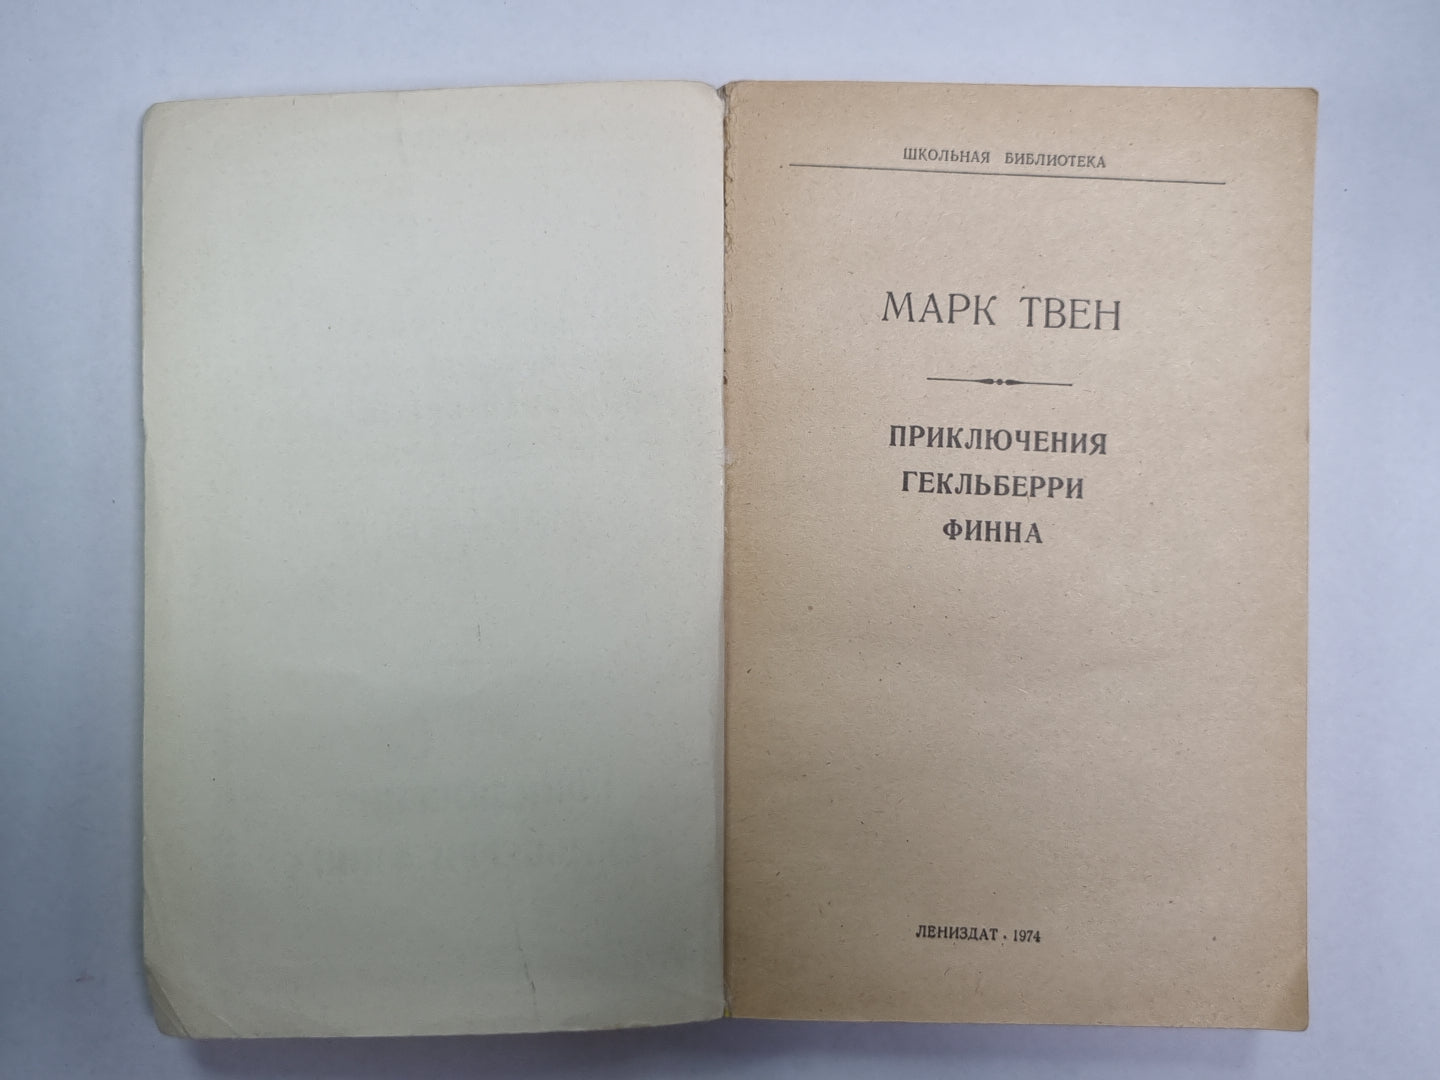 ШКОЛЬНАЯ БИБЛИОТЕКА
МАРК ТВЕН
ПРИКЛЮЧЕНИЯ
ГЕКЛЬБЕРРИ
ФИННА
ЛЕНИЗДАТ · 1974